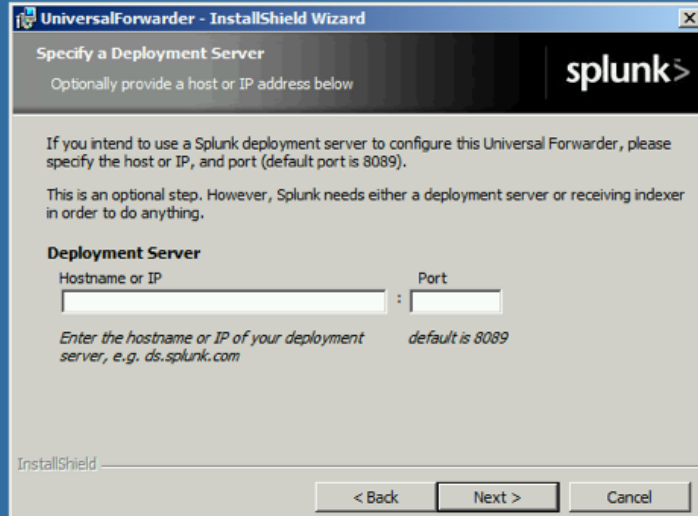 UniversalForwarder - InstallShield Wizard
Specify a Deployment Server
Optionally provide a host or IP address below
splunk>
If you intend to use a Splunk deployment server to configure this Universal Forwarder, please
specify the host or IP, and port (default port is 8089).
This is an optional step. However, Splunk needs either a deployment server or receiving indexer
in order to do anything.
Deployment Server
Hostname or IP Port
:
Enter the hostname or IP of your deployment default is 8089
server, e.g. ds.splunk.com
InstallShield
< Back Next > Cancel